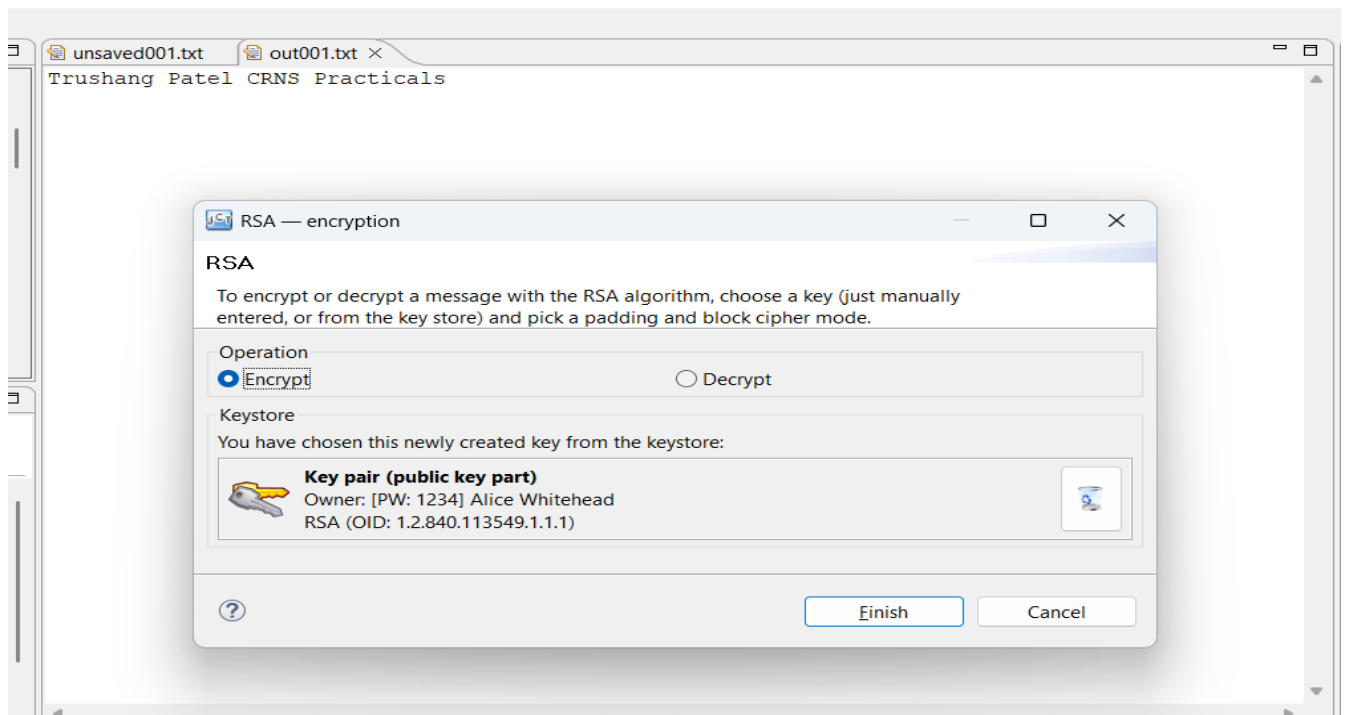 unsaved001.txt
out001.txt
Trushang Patel CRNS Practicals
JCT
RSA — encryption
RSA
To encrypt or decrypt a message with the RSA algorithm, choose a key (just manually
entered, or from the key store) and pick a padding and block cipher mode.
Operation
Encrypt
Decrypt
Keystore
You have chosen this newly created key from the keystore:
Key pair (public key part)
Owner: [PW: 1234] Alice Whitehead
RSA (OID: 1.2.840.113549.1.1.1)
?
Finish
Cancel